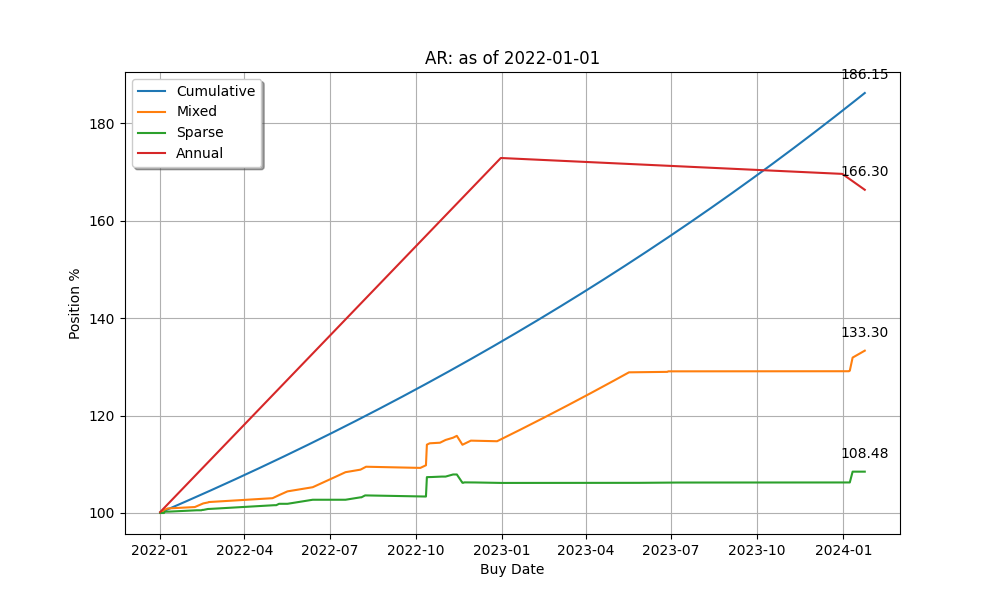 AR: as of 2022-01-01
Cumulative
Mixed
Sparse
Annual
186.15
166.30
133.30
108.48
180
160
140
120
100
Position %
2022-01 2022-04 2022-07 2022-10 2023-01 2023-04 2023-07 2023-10 2024-01
Buy Date